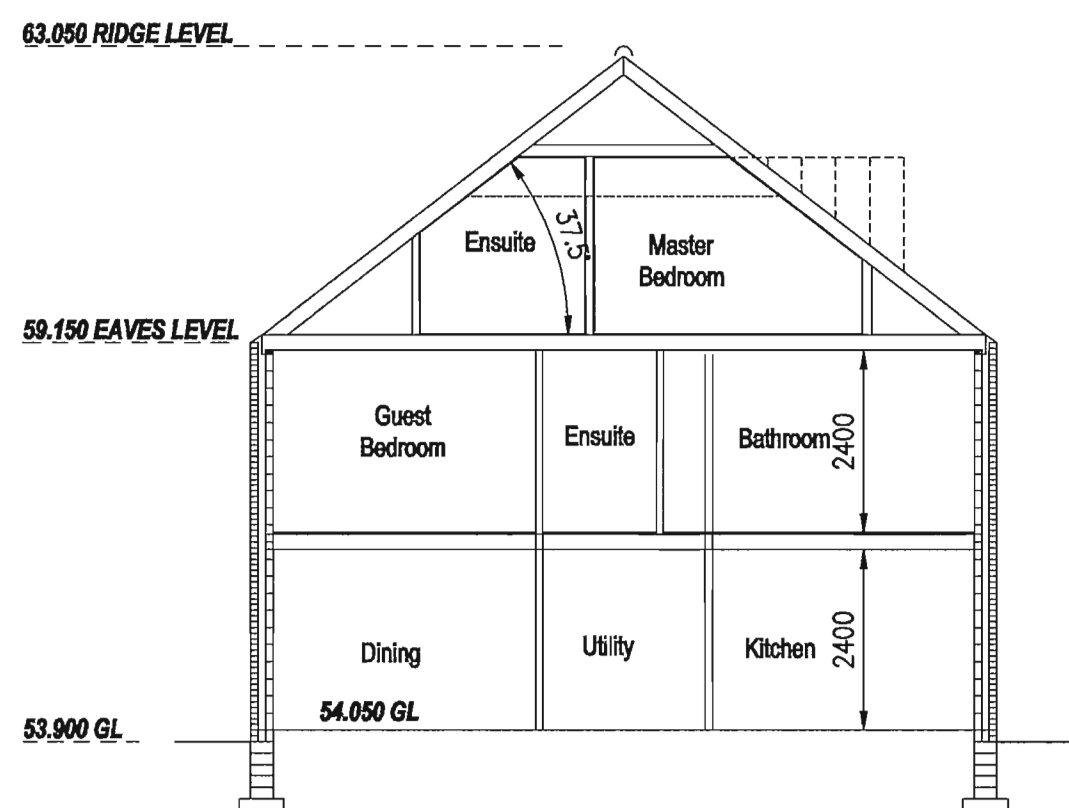 63.050 RIDGE LEVEL
37.5°
Ensuite
Master
Bedroom
59.150 EAVES LEVEL
Guest
Bedroom
Ensuite
Bathroom
2400
Dining
Utility
Kitchen
2400
54.050 GL
53.900 GL